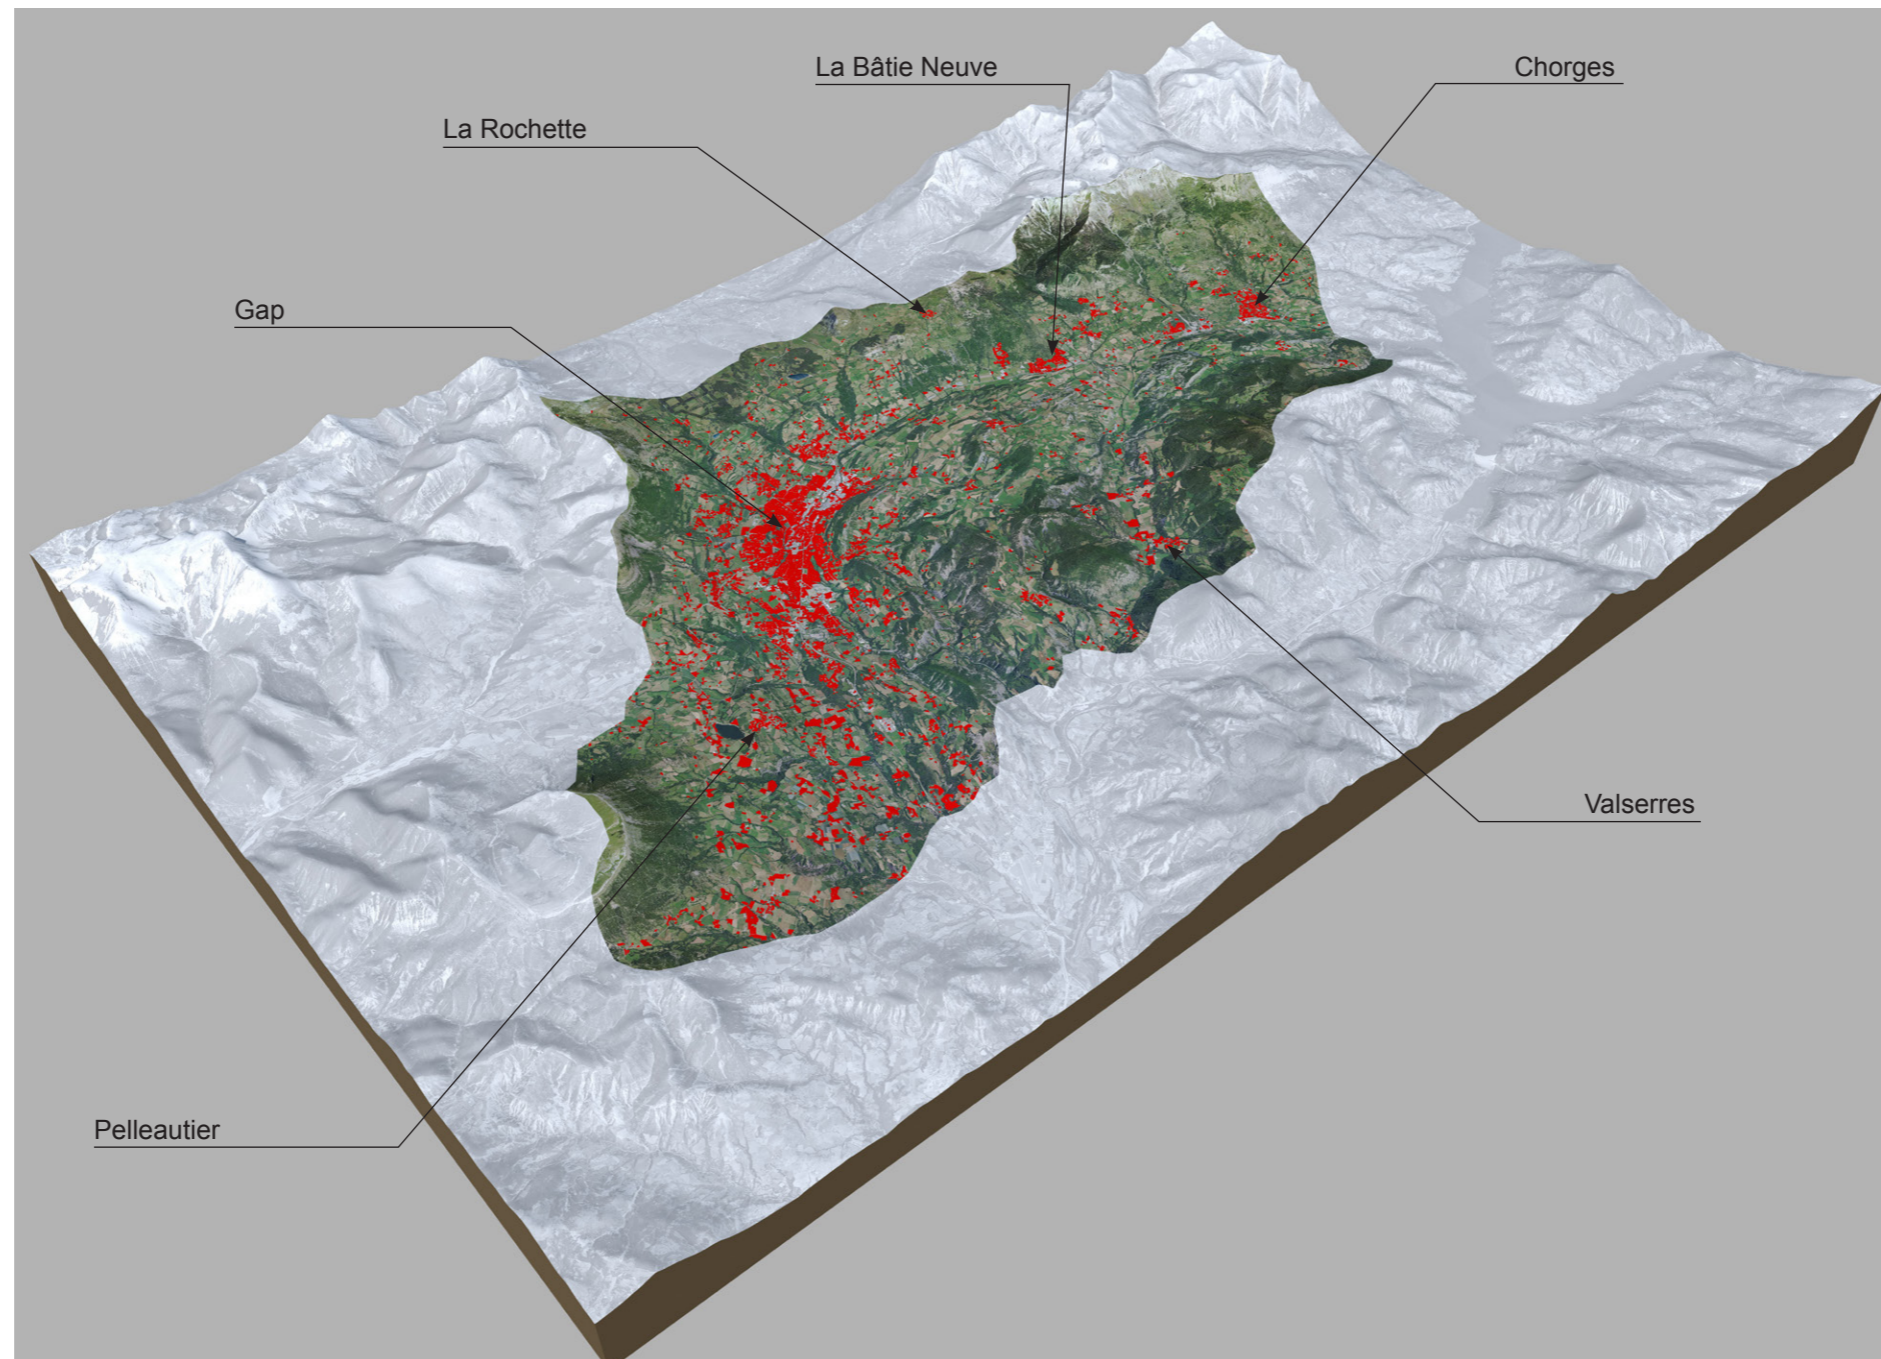 La Bâtie Neuve
Chorges
La Rochette
Gap
Valserres
Pelleautier